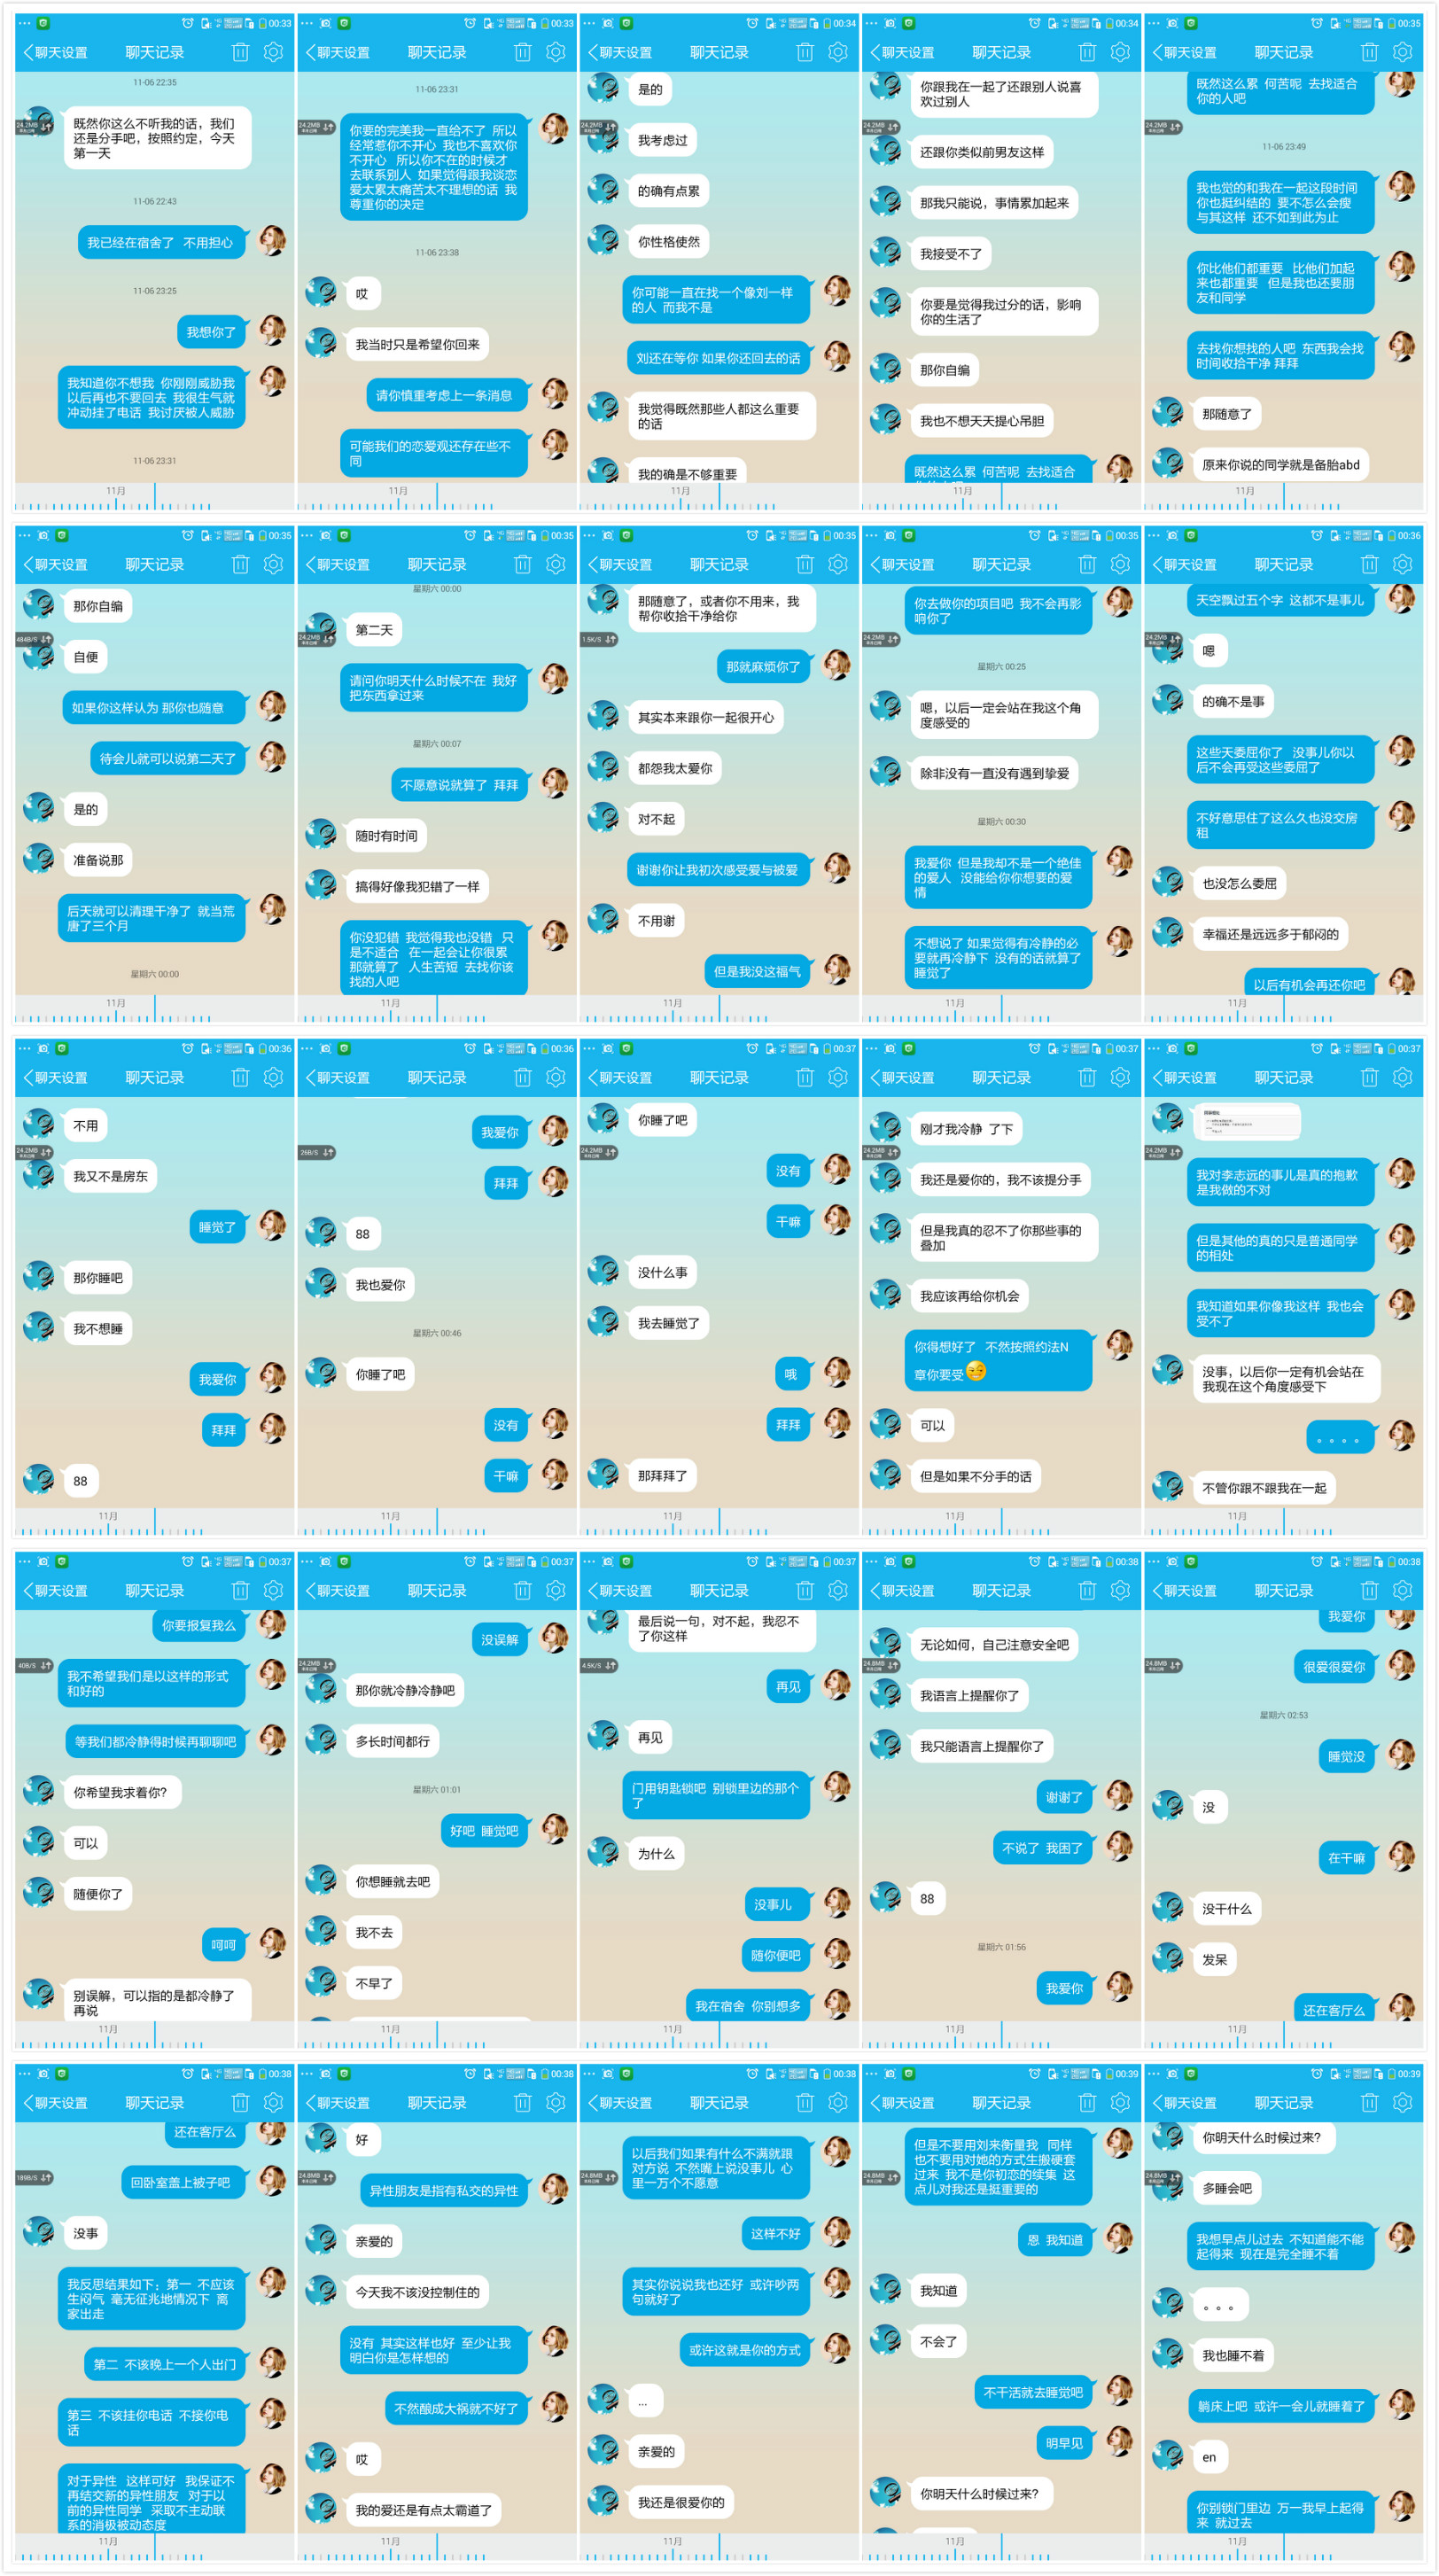 00:33
聊天设置
聊天记录
11-06 22:35
24.2MB
既然你这么不听我的话，我们
还是分手吧，按照约定，今天
第一天
11-06 22:43
我已经在宿舍了 不用担心
11-06 23:25
我想你了
我知道你不想我 你刚刚威胁我
以后再也不要回去 我很生气就
冲动挂了电话 我讨厌被人威胁
11-06 23:31
11月
00:33
聊天设置
聊天记录
11-06 23:31
24.2MB
你要的完美我一直给不了 所以
经常惹你不开心 我也不喜欢你
不开心 所以你不在的时候才
去联系别人 如果觉得跟我谈恋
爱太累太痛苦太不理想的话 我
尊重你的决定
11-06 23:38
哎
我当时只是希望你回来
请你慎重考虑上一条消息
可能我们的恋爱观还存在些不
同
11月
00:34
聊天设置
聊天记录
是的
24.2MB
我考虑过
的确有点累
你性格使然
你可能一直在找一个像刘一样
的人 而我不是
刘还在等你 如果你还回去的话
我觉得既然那些人都这么重要
的话
我的确是不够重要
11月
00:34
聊天设置
聊天记录
你跟我在一起了还跟别人说喜
欢过别人
24.2MB
还跟你类似前男友这样
那我只能说，事情累加起来
我接受不了
你要是觉得我过分的话，影响
你的生活了
那你自编
我也不想天天提心吊胆
既然这么累 何苦呢 去找适合
11月
00:35
聊天设置
聊天记录
既然这么累 何苦呢 去找适合
你的人吧
24.2MB
11-06 23:49
我也觉的和我在一起这段时间
你也挺纠结的 要不怎么会瘦
与其这样 还不如到此为止
你比他们都重要 比他们加起
来也都重要 但是我也还要朋
友和同学
去找你想找的人吧 东西我会找
时间收拾干净 拜拜
那随意了
原来你说的同学就是备胎abd
11月
00:35
聊天设置
聊天记录
那你自编
484B/S
自便
如果你这样认为 那你也随意
待会儿就可以说第二天了
是的
准备说那
后天就可以清理干净了 就当荒
唐了三个月
星期六 00:00
11月
00:35
聊天设置
聊天记录
星期六 00:00
第二天
24.2MB
请问你明天什么时候不在 我好
把东西拿过来
星期六 00:07
不愿意说就算了 拜拜
随时有时间
搞得好像我犯错了一样
你没犯错 我觉得我也没错 只
是不适合 在一起会让你很累
那就算了 人生苦短 去找你该
找的人吧
11月
00:35
聊天设置
聊天记录
那随意了，或者你不用来，我
帮你收拾干净给你
1.5K/S
那就麻烦你了
其实本来跟你一起很开心
都怨我太爱你
对不起
谢谢你让我初次感受爱与被爱
不用谢
但是我没这福气
11月
00:35
聊天设置
聊天记录
你去做你的项目吧 我不会再影
响你了
24.2MB
星期六 00:25
嗯，以后一定会站在我这个角
度感受的
除非没有一直没有遇到挚爱
星期六 00:30
我爱你 但是我却不是一个绝佳
的爱人 没能给你你想要的爱
情
不想说了 如果觉得有冷静的必
要就再冷静下 没有的话就算了
睡觉了
11月
00:36
聊天设置
聊天记录
天空飘过五个字 这都不是事儿
24.2MB
嗯
的确不是事
这些天委屈你了 没事儿你以
后不会再受这些委屈了
不好意思住了这么久也没交房
租
也没怎么委屈
幸福还是远远多于郁闷的
以后有机会再还你吧
11月
00:36
聊天设置
聊天记录
不用
24.2MB
我又不是房东
睡觉了
那你睡吧
我不想睡
我爱你
拜拜
88
11月
00:36
聊天设置
聊天记录
我爱你
26B/S
拜拜
88
我也爱你
星期六 00:46
你睡了吧
没有
干嘛
11月
00:37
聊天设置
聊天记录
你睡了吧
24.2MB
没有
干嘛
没什么事
我去睡觉了
哦
拜拜
那拜拜了
11月
00:37
聊天设置
聊天记录
刚才我冷静 了下
24.2MB
我还是爱你的，我不该提分手
但是我真的忍不了你那些事的
叠加
我应该再给你机会
你得想好了 不然按照约法N
章你要受
可以
但是如果不分手的话
11月
00:37
聊天设置
聊天记录
24.2MB
我对李志远的事儿是真的抱歉
是我做的不对
但是其他的真的只是普通同学
的相处
我知道如果你像我这样 我也会
受不了
没事，以后你一定有机会站在
我现在这个角度感受下
。。。。
不管你跟不跟我在一起
11月
00:37
聊天设置
聊天记录
你要报复我么
40B/S
我不希望我们是以这样的形式
和好的
等我们都冷静得时候再聊聊吧
你希望我求着你？
可以
随便你了
呵呵
别误解，可以指的是都冷静了
再说
11月
00:37
聊天设置
聊天记录
没误解
24.2MB
那你就冷静冷静吧
多长时间都行
星期六 01:01
好吧 睡觉吧
你想睡就去吧
我不去
不早了
11月
00:37
聊天设置
聊天记录
最后说一句，对不起，我忍不
了你这样
4.5K/S
再见
再见
门用钥匙锁吧 别锁里边的那个
了
为什么
没事儿
随你便吧
我在宿舍 你别想多
11月
00:38
聊天设置
聊天记录
无论如何，自己注意安全吧
24.8MB
我语言上提醒你了
我只能语言上提醒你了
谢谢了
不说了 我困了
88
星期六 01:56
我爱你
11月
00:38
聊天设置
聊天记录
我爱你
24.8MB
很爱很爱你
星期六 02:53
睡觉没
没
在干嘛
没干什么
发呆
还在客厅么
11月
00:38
聊天设置
聊天记录
还在客厅么
189B/S
回卧室盖上被子吧
没事
我反思结果如下：第一 不应该
生闷气 毫无征兆地情况下 离
家出走
第二 不该晚上一个人出门
第三 不该挂你电话 不接你电
话
对于异性 这样可好 我保证不
再结交新的异性朋友 对于以
前的异性同学 采取不主动联
系的消极被动态度
11月
00:38
聊天设置
聊天记录
好
24.8MB
异性朋友是指有私交的异性
亲爱的
今天我不该没控制住的
没有 其实这样也好 至少让我
明白你是怎样想的
不然酿成大祸就不好了
哎
我的爱还是有点太霸道了
11月
00:38
聊天设置
聊天记录
以后我们如果有什么不满就跟
对方说 不然嘴上说没事儿 心
里一万个不愿意
24.8MB
这样不好
其实你说说我也还好 或许吵两
句就好了
或许这就是你的方式
...
亲爱的
我还是很爱你的
11月
00:39
聊天设置
聊天记录
但是不要用刘来衡量我 同样
也不要用对她的方式生搬硬套
过来 我不是你初恋的续集 这
点儿对我还是挺重要的
24.8MB
恩 我知道
我知道
不会了
不干活就去睡觉吧
明早见
你明天什么时候过来？
11月
00:39
聊天设置
聊天记录
你明天什么时候过来？
24.8MB
多睡会吧
我想早点儿过去 不知道能不能
起得来 现在是完全睡不着
。。。
我也睡不着
躺床上吧 或许一会儿就睡着了
en
你别锁门里边 万一我早上起得
来 就过去
11月